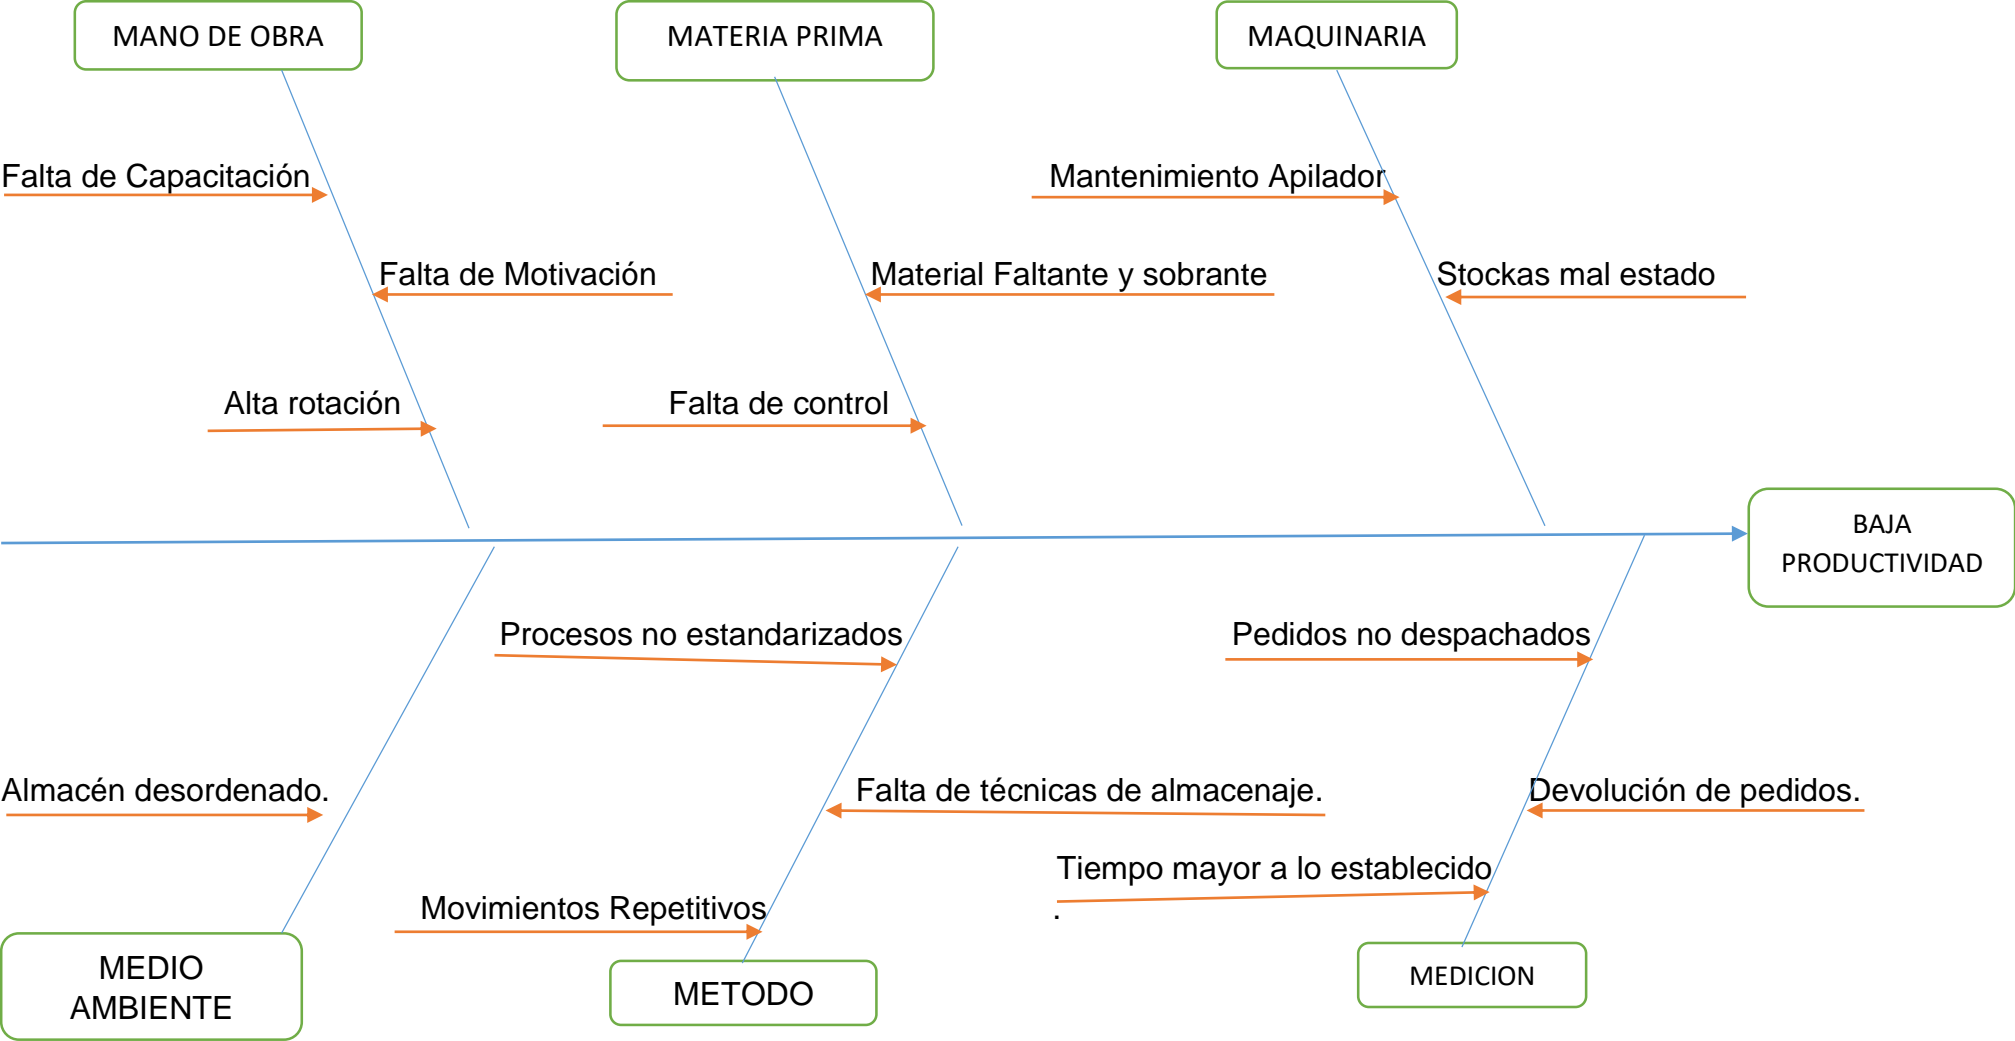 MANO DE OBRA
MATERIA PRIMA
MAQUINARIA
Falta de Capacitación
Mantenimiento Apilador
Falta de Motivación
Material Faltante y sobrante
Stockas mal estado
Alta rotación
Falta de control
BAJA
PRODUCTIVIDAD
Procesos no estandarizados
Pedidos no despachados
Almacén desordenado.
Falta de técnicas de almacenaje.
Devolución de pedidos.
Tiempo mayor a lo establecido
.
Movimientos Repetitivos
MEDIO
AMBIENTE
METODO
MEDICION